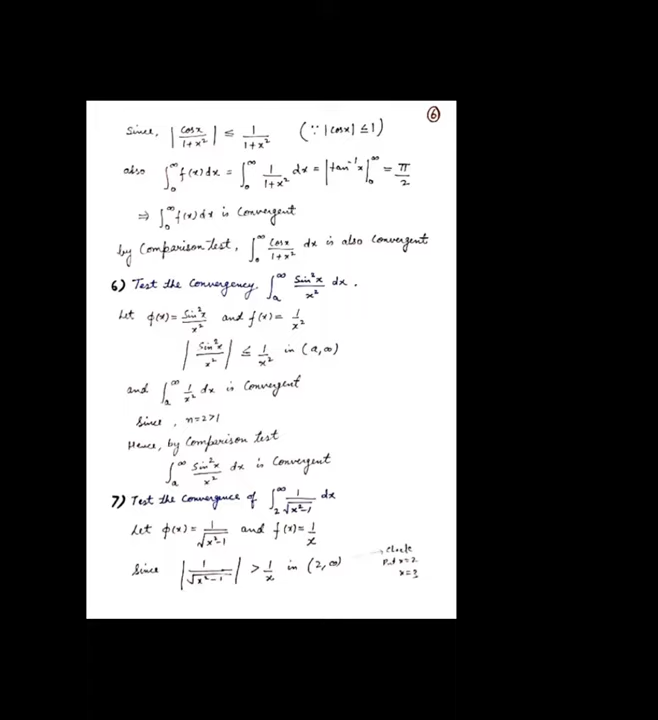 6
Since, |cosx/1+x²| ≤ 1/1+x² (∵ |cosx| ≤ 1)
also ∫₀^∞ f(x)dx = ∫₀^∞ 1/1+x² dx = |tan⁻¹x|₀^∞ = π/2
⇒ ∫₀^∞ f(x)dx is Convergent
by Comparison test, ∫₀^∞ cosx/1+x² dx is also Convergent
6) Test the Convergency. ∫ₐ^∞ Sin²x/x² dx.
Let ϕ(x) = Sin²x/x² and f(x) = 1/x²
|Sin²x/x²| ≤ 1/x² in (a, ∞)
and ∫ₐ^∞ 1/x² dx is Convergent
Since, n=2>1
Hence, by Comparison test
∫ₐ^∞ Sin²x/x² dx is Convergent
7) Test the Convergence of ∫₂^∞ 1/√x²-1 dx
Let ϕ(x) = 1/√x²-1 and f(x) = 1/x
Since |1/√x²-1| > 1/x in (2, ∞) → Check
Put x=2
x=3